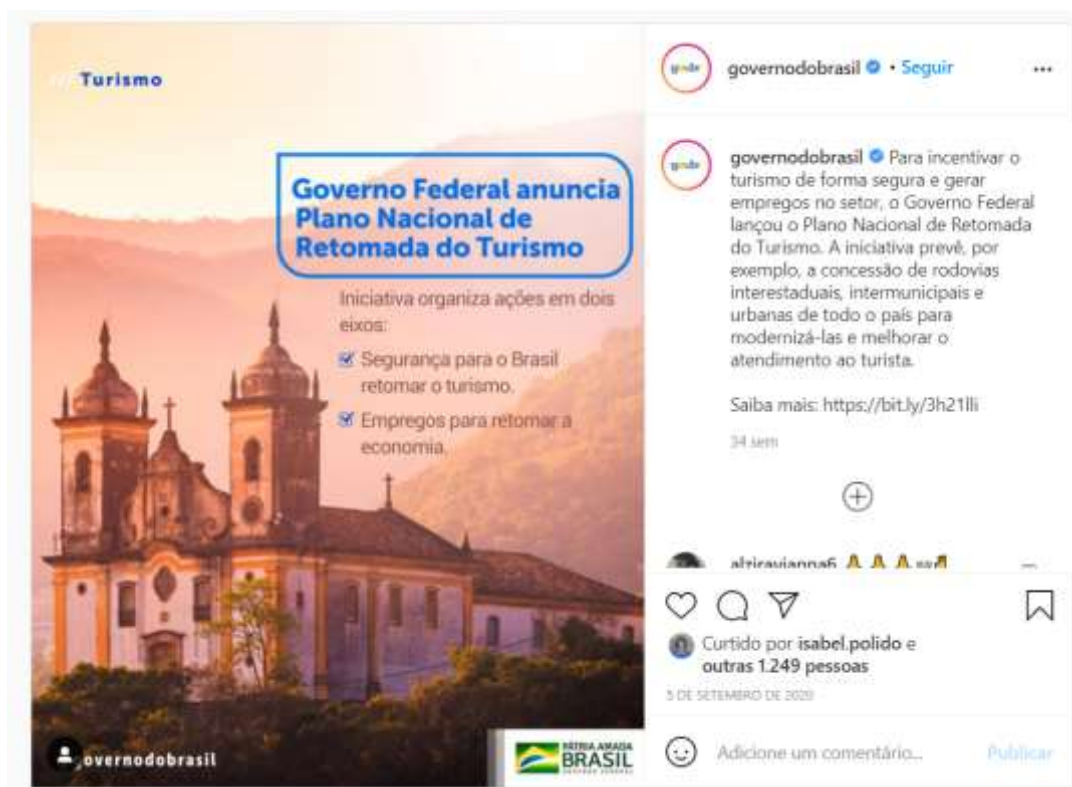 Turismo
Governo Federal anuncia
Plano Nacional de
Retomada do Turismo
Iniciativa organiza ações em dois
eixos:
Segurança para o Brasil
retomar o turismo.
Empregos para retomar a
economia.
overnodobrasil
PÁTRIA AMADA
BRASIL
governodobrasil • Seguir
governodobrasil Para incentivar o
turismo de forma segura e gerar
empregos no setor, o Governo Federal
lançou o Plano Nacional de Retomada
do Turismo. A iniciativa prevê, por
exemplo, a concessão de rodovias
interestaduais, intermunicipais e
urbanas de todo o país para
modernizá-las e melhorar o
atendimento ao turista.
Saiba mais: https://bit.ly/3h21lli
34 sem
Curtido por isabel.polido e
outras 1.249 pessoas
5 DE SETEMBRO DE 2020
Adicione um comentário...
Publicar